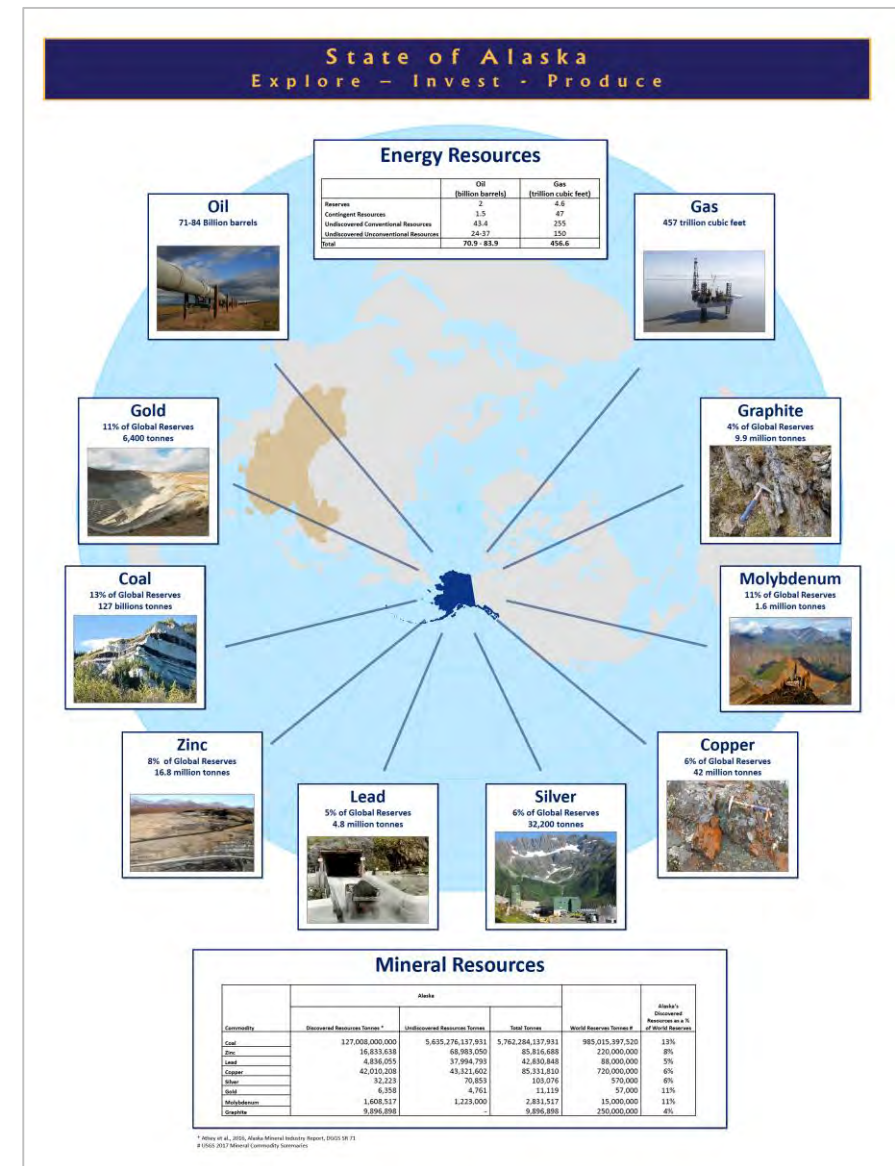 State of Alaska
Explore – Invest - Produce
Energy Resources
Oil (billion barrels) Gas (trillion cubic feet)
Reserves 2 4.6
Contingent Resources 1.5 47
Undiscovered Conventional Resources 43.4 255
Undiscovered Unconventional Resources 24-37 150
Total 70.9 - 83.9 456.6
Oil
71-84 Billion barrels
Gas
457 trillion cubic feet
Gold
11% of Global Reserves
6,400 tonnes
Graphite
4% of Global Reserves
9.9 million tonnes
Coal
13% of Global Reserves
127 billions tonnes
Molybdenum
11% of Global Reserves
1.6 million tonnes
Zinc
8% of Global Reserves
16.8 million tonnes
Copper
6% of Global Reserves
42 million tonnes
Lead
5% of Global Reserves
4.8 million tonnes
Silver
6% of Global Reserves
32,200 tonnes
Mineral Resources
Alaska
Commodity Discovered Resources Tonnes * Undiscovered Resources Tonnes Total Tonnes World Reserves Tonnes # Alaska's Discovered Resources as a % of World Reserves
Coal 127,008,000,000 5,635,276,137,931 5,762,284,137,931 985,015,397,520 13%
Zinc 16,833,638 68,983,050 85,816,688 220,000,000 8%
Lead 4,836,055 37,994,793 42,830,848 88,000,000 5%
Copper 42,010,208 43,321,602 85,331,810 720,000,000 6%
Silver 32,223 70,853 103,076 570,000 6%
Gold 6,358 4,761 11,119 57,000 11%
Molybdenum 1,608,517 1,223,000 2,831,517 15,000,000 11%
Graphite 9,896,898 - 9,896,898 250,000,000 4%
* Athey et al., 2016, Alaska Mineral Industry Report, DGGS SR 71
# USGS 2017 Mineral Commodity Summaries